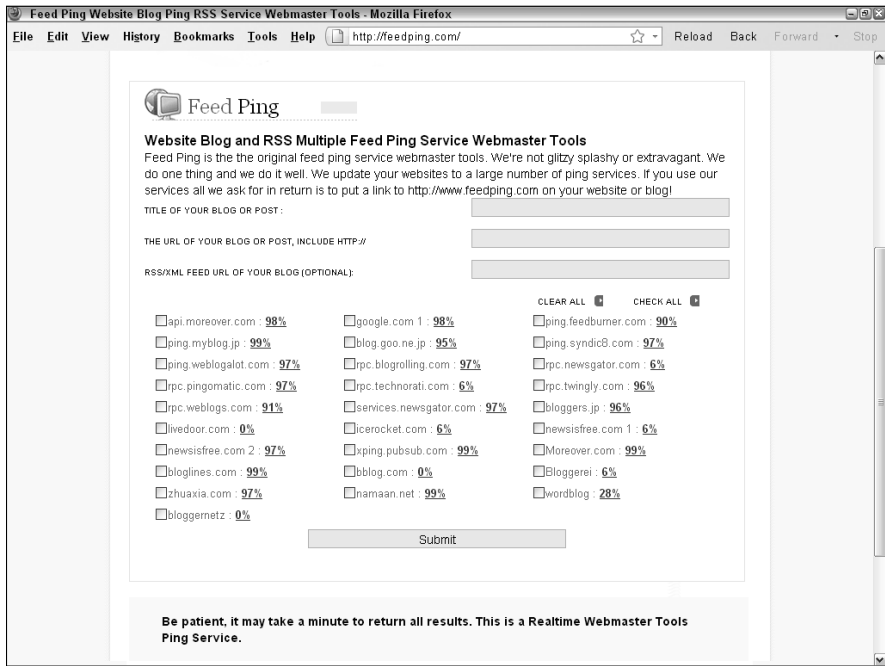 Feed Ping Website Blog Ping RSS Service Webmaster Tools - Mozilla Firefox
File Edit View History Bookmarks Tools Help http://feedping.com/ Reload Back Forward Stop
Feed Ping
Website Blog and RSS Multiple Feed Ping Service Webmaster Tools
Feed Ping is the the original feed ping service webmaster tools. We're not glitzy splashy or extravagant. We
do one thing and we do it well. We update your websites to a large number of ping services. If you use our
services all we ask for in return is to put a link to http://www.feedping.com on your website or blog!
TITLE OF YOUR BLOG OR POST :
THE URL OF YOUR BLOG OR POST, INCLUDE HTTP://
RSS/XML FEED URL OF YOUR BLOG (OPTIONAL):
CLEAR ALL CHECK ALL
api.moreover.com : 98% google.com 1 : 98% ping.feedburner.com : 90%
ping.myblog.jp : 99% blog.goo.ne.jp : 95% ping.syndic8.com : 97%
ping.weblogalot.com : 97% rpc.blogrolling.com : 97% rpc.newsgator.com : 6%
rpc.pingomatic.com : 97% rpc.technorati.com : 6% rpc.twingly.com : 96%
rpc.weblogs.com : 91% services.newsgator.com : 97% bloggers.jp : 96%
livedoor.com : 0% icerocket.com : 6% newsisfree.com 1 : 6%
newsisfree.com 2 : 97% xping.pubsub.com : 99% Moreover.com : 99%
bloglines.com : 99% bblog.com : 0% Bloggerei : 6%
zhuaxia.com : 97% namaan.net : 99% wordblog : 28%
bloggernetz : 0%
Submit
Be patient, it may take a minute to return all results. This is a Realtime Webmaster Tools
Ping Service.